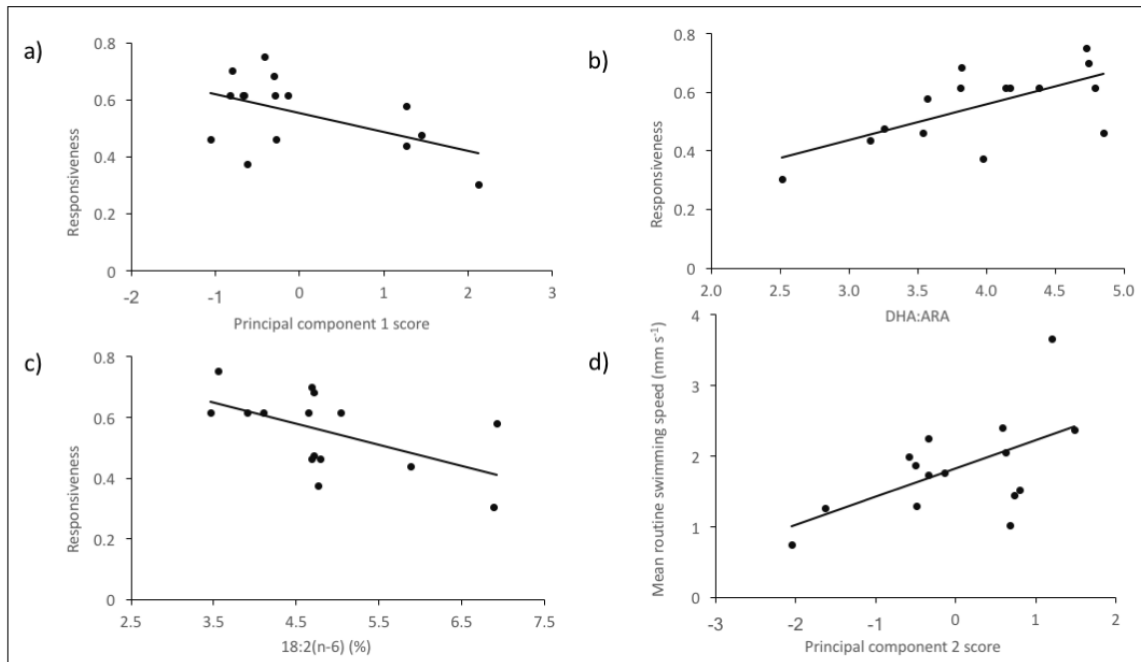 a)
0.8
0.6
0.4
0.2
0
Responsiveness
-2 -1 0 1 2 3
Principal component 1 score
b)
0.8
0.6
0.4
0.2
0
Responsiveness
2.0 2.5 3.0 3.5 4.0 4.5 5.0
DHA:ARA
c)
0.8
0.6
0.4
0.2
0
Responsiveness
2.5 3.5 4.5 5.5 6.5 7.5
18:2(n-6) (%)
d)
4
3
2
1
0
Mean routine swimming speed (mm s⁻¹)
-3 -2 -1 0 1 2
Principal component 2 score